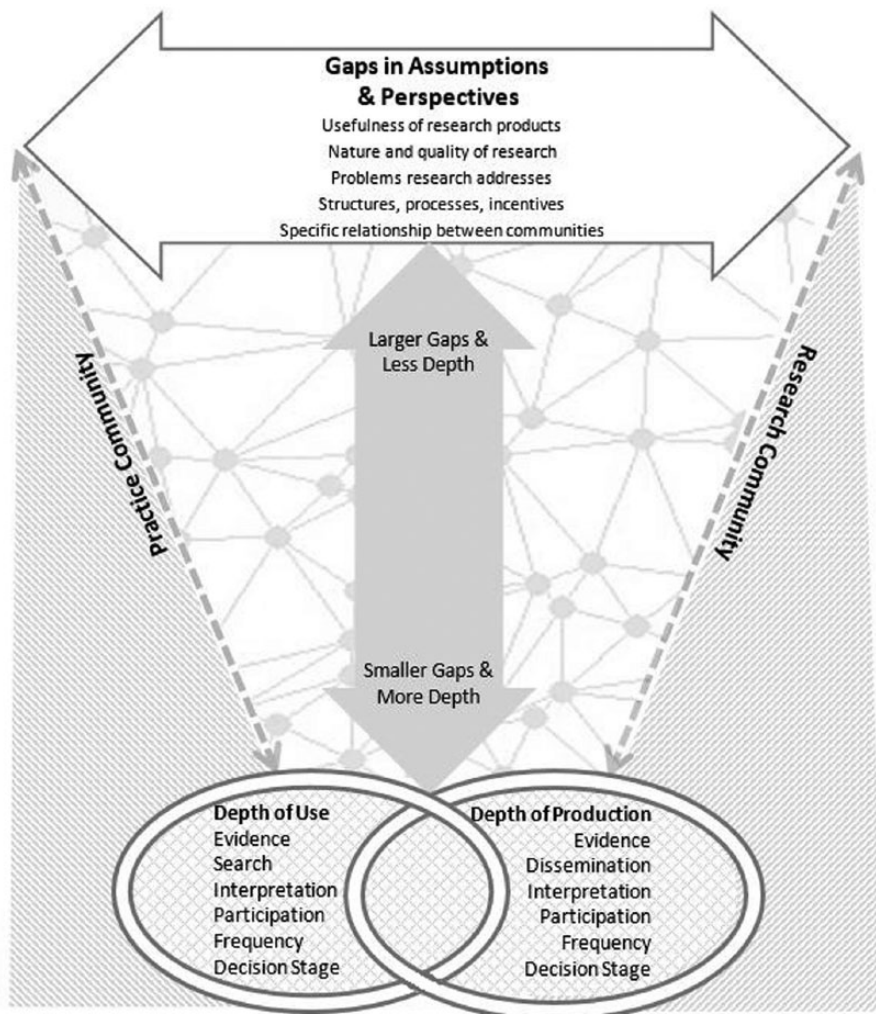 Gaps in Assumptions
& Perspectives
Usefulness of research products
Nature and quality of research
Problems research addresses
Structures, processes, incentives
Specific relationship between communities
Larger Gaps &
Less Depth
Practice Community
Research Community
Smaller Gaps &
More Depth
Depth of Use
Evidence
Search
Interpretation
Participation
Frequency
Decision Stage
Depth of Production
Evidence
Dissemination
Interpretation
Participation
Frequency
Decision Stage